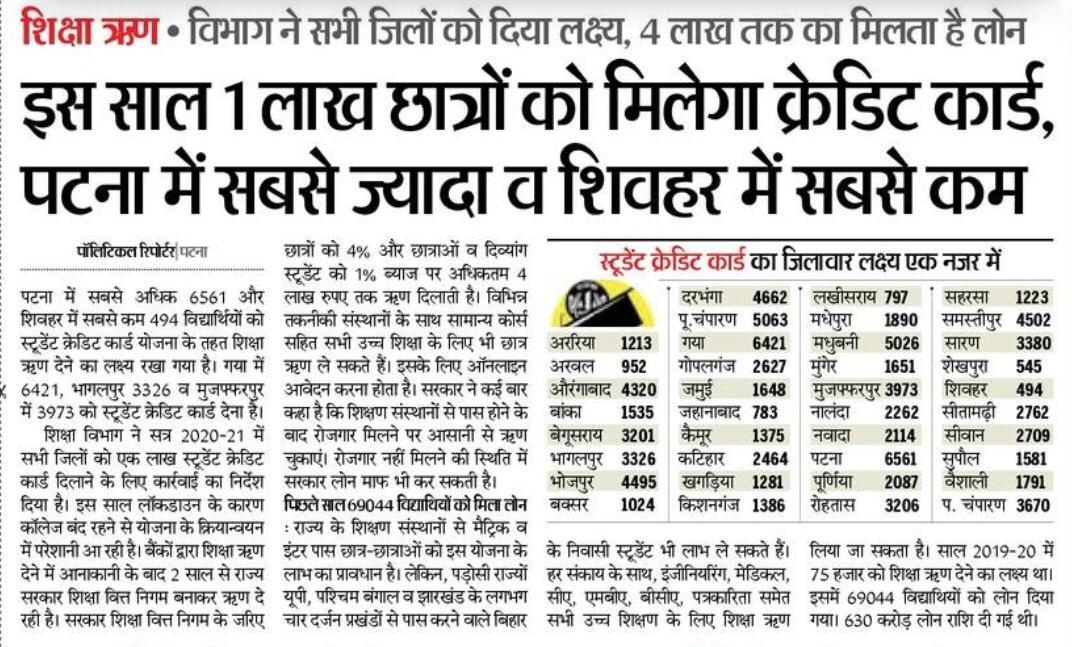 शिक्षा ऋण • विभाग ने सभी जिलों को दिया लक्ष्य, 4 लाख तक का मिलता है लोन
इस साल 1 लाख छात्रों को मिलेगा क्रेडिट कार्ड,
पटना में सबसे ज्यादा व शिवहर में सबसे कम
पॉलिटिकल रिपोर्टर|पटना
पटना में सबसे अधिक 6561 और
शिवहर में सबसे कम 494 विद्यार्थियों को
स्टूडेंट क्रेडिट कार्ड योजना के तहत शिक्षा
ऋण देने का लक्ष्य रखा गया है। गया में
6421, भागलपुर 3326 व मुजफ्फरपुर
में 3973 को स्टूडेंट क्रेडिट कार्ड देना है।
शिक्षा विभाग ने सत्र 2020-21 में
सभी जिलों को एक लाख स्टूडेंट क्रेडिट
कार्ड दिलाने के लिए कार्रवाई का निर्देश
दिया है। इस साल लॉकडाउन के कारण
कॉलेज बंद रहने से योजना के क्रियान्वयन
में परेशानी आ रही है। बैंकों द्वारा शिक्षा ऋण
देने में आनाकानी के बाद 2 साल से राज्य
सरकार शिक्षा वित्त निगम बनाकर ऋण दे
रही है। सरकार शिक्षा वित्त निगम के जरिए
छात्रों को 4% और छात्राओं व दिव्यांग
स्टूडेंट को 1% ब्याज पर अधिकतम 4
लाख रुपए तक ऋण दिलाती है। विभिन्न
तकनीकी संस्थानों के साथ सामान्य कोर्स
सहित सभी उच्च शिक्षा के लिए भी छात्र
ऋण ले सकते हैं। इसके लिए ऑनलाइन
आवेदन करना होता है। सरकार ने कई बार
कहा है कि शिक्षण संस्थानों से पास होने के
बाद रोजगार मिलने पर आसानी से ऋण
चुकाएं। रोजगार नहीं मिलने की स्थिति में
सरकार लोन माफ भी कर सकती है।
पिछले साल 69044 विद्यार्थियों को मिला लोन
: राज्य के शिक्षण संस्थानों से मैट्रिक व
इंटर पास छात्र-छात्राओं को इस योजना के
लाभ का प्रावधान है। लेकिन, पड़ोसी राज्यों
यूपी, पश्चिम बंगाल व झारखंड के लगभग
चार दर्जन प्रखंडों से पास करने वाले बिहार
स्टूडेंट क्रेडिट कार्ड का जिलावार लक्ष्य एक नजर में
अररिया 1213
अरवल 952
औरंगाबाद 4320
बांका 1535
बेगूसराय 3201
भागलपुर 3326
भोजपुर 4495
बक्सर 1024
दरभंगा 4662
पू.चंपारण 5063
गया 6421
गोपलगंज 2627
जमुई 1648
जहानाबाद 783
कैमूर 1375
कटिहार 2464
खगड़िया 1281
किशनगंज 1386
लखीसराय 797
मधेपुरा 1890
मधुबनी 5026
मुंगेर 1651
मुजफ्फरपुर 3973
नालंदा 2262
नवादा 2114
पटना 6561
पूर्णिया 2087
रोहतास 3206
सहरसा 1223
समस्तीपुर 4502
सारण 3380
शेखपुरा 545
शिवहर 494
सीतामढ़ी 2762
सीवान 2709
सुपौल 1581
वैशाली 1791
प. चंपारण 3670
के निवासी स्टूडेंट भी लाभ ले सकते हैं।
हर संकाय के साथ, इंजीनियरिंग, मेडिकल,
सीए, एमबीए, बीसीए, पत्रकारिता समेत
सभी उच्च शिक्षण के लिए शिक्षा ऋण
लिया जा सकता है। साल 2019-20 में
75 हजार को शिक्षा ऋण देने का लक्ष्य था।
इसमें 69044 विद्यार्थियों को लोन दिया
गया। 630 करोड़ लोन राशि दी गई थी।